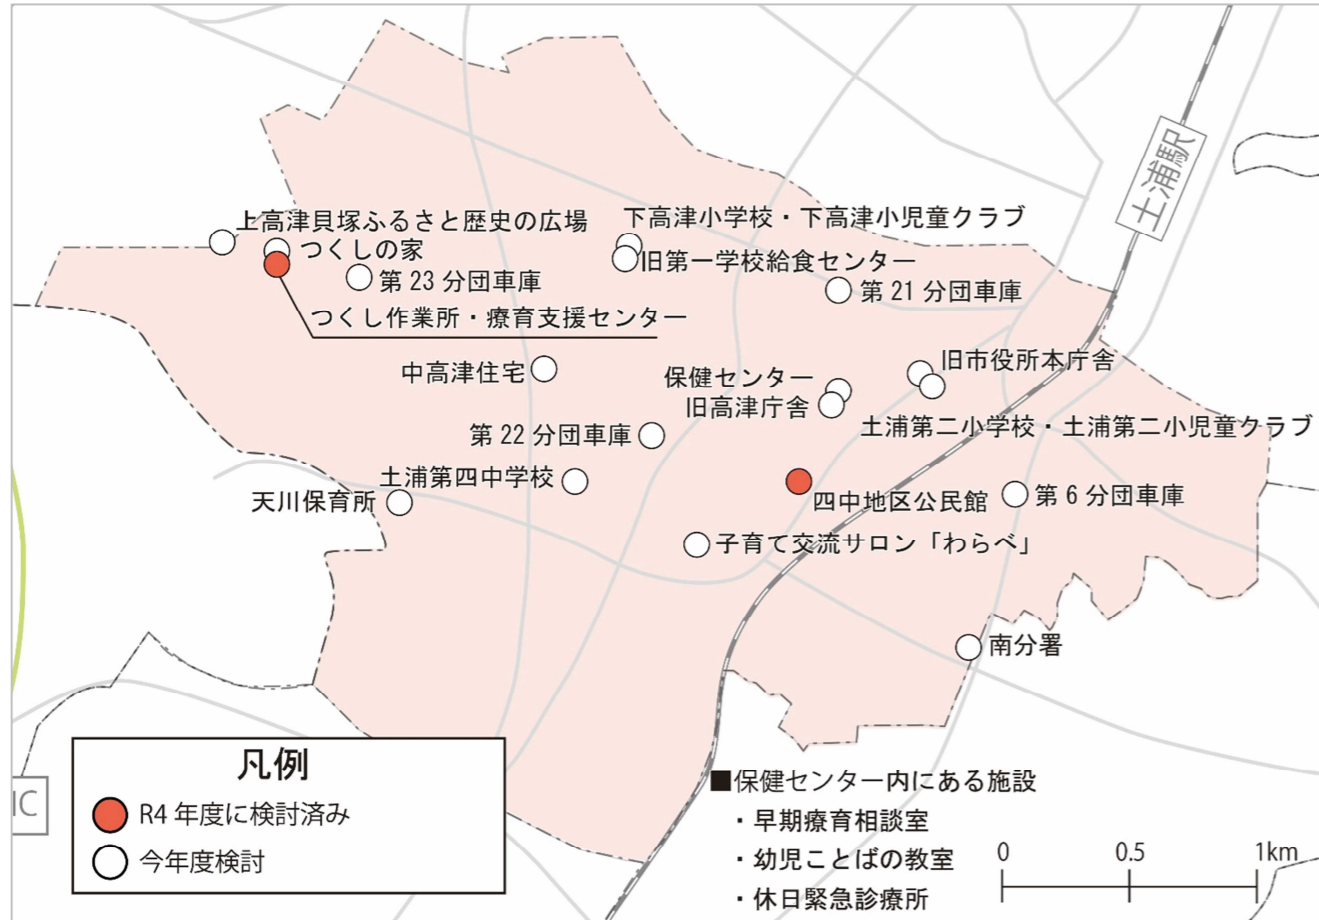 土浦駅
下高津小学校・下高津小児童クラブ
上高津貝塚ふるさと歴史の広場
つくしの家
旧第一学校給食センター
第 23 分団車庫
第 21 分団車庫
つくし作業所・療育支援センター
旧市役所本庁舎
中高津住宅
保健センター
旧高津庁舎
土浦第二小学校・土浦第二小児童クラブ
第 22 分団車庫
土浦第四中学校
天川保育所
四中地区公民館
第 6 分団車庫
子育て交流サロン「わらべ」
南分署
凡例
R4 年度に検討済み
今年度検討
IC
■保健センター内にある施設
・早期療育相談室
・幼児ことばの教室
・休日緊急診療所
0 0.5 1km